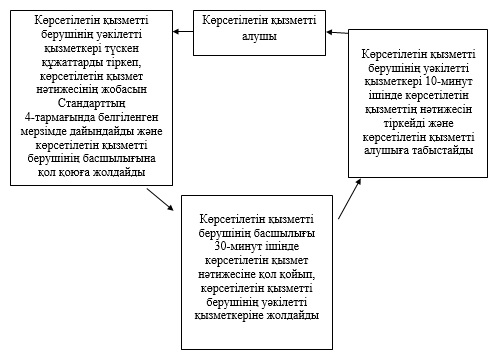 Көрсетілетін қызметті
берушінің уәкілетті
қызметкері түскен
құжаттарды тіркеп,
көрсетілетін қызмет
нәтижесінің жобасын
Стандарттың
4-тармағында белгіленген
мерзімде дайындайды және
көрсетілетін қызметті
берушінің басшылығына
қол қоюға жолдайды
Көрсетілетін қызметті
алушы
Көрсетілетін қызметті
берушінің уәкілетті
қызметкері 10-минут
ішінде көрсетілетін
қызметтің нәтижесін
тіркейді және
көрсетілетін қызметті
алушыға табыстайды
Көрсетілетін қызметті
берушінің басшылығы
30-минут ішінде
көрсетілетін қызмет
нәтижесіне қол қойып,
көрсетілетін қызметті
берушінің уәкілетті
қызметкеріне жолдайды